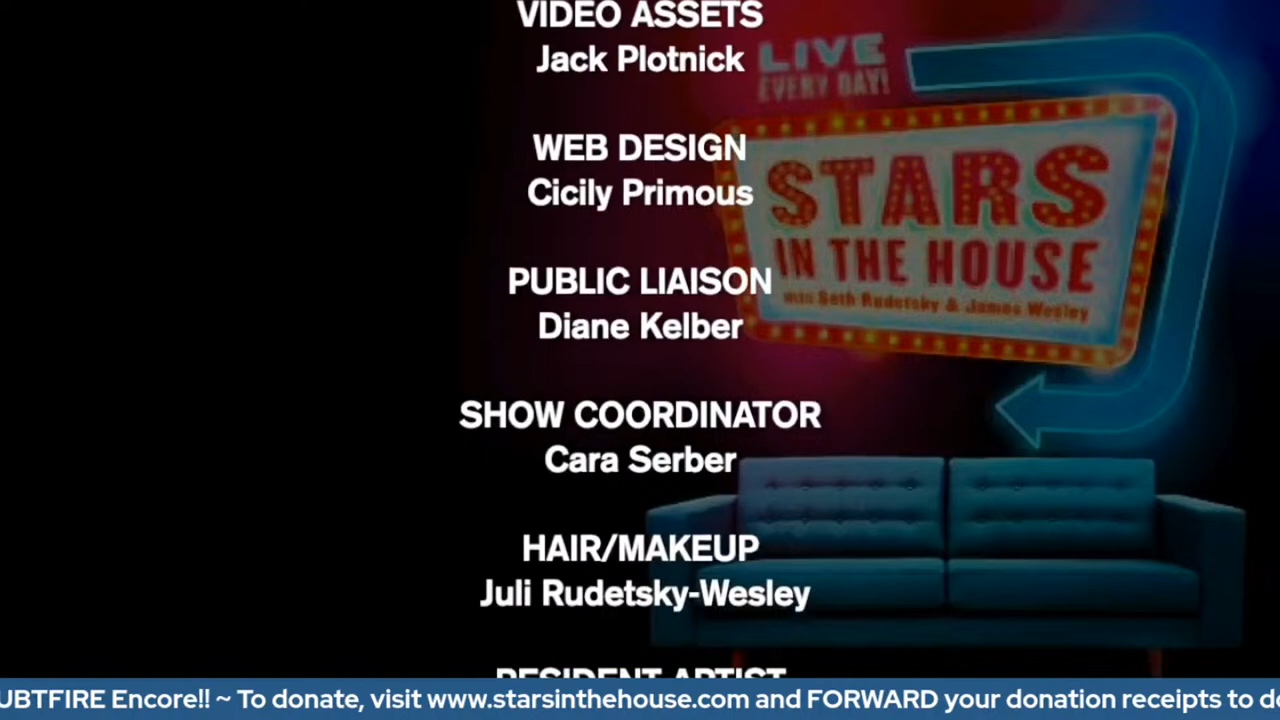 VIDEO ASSETS
Jack Plotnick
WEB DESIGN
Cicily Primous
PUBLIC LIAISON
Diane Kelber
SHOW COORDINATOR
Cara Serber
HAIR/MAKEUP
Juli Rudetsky-Wesley
RESIDENT ARTIST
LIVE
EVERY DAY!
STARS
IN THE HOUSE
with Seth Rudetsky & James Wesley
UBTFIRE Encore!! ~ To donate, visit www.starsinthehouse.com and FORWARD your donation receipts to d